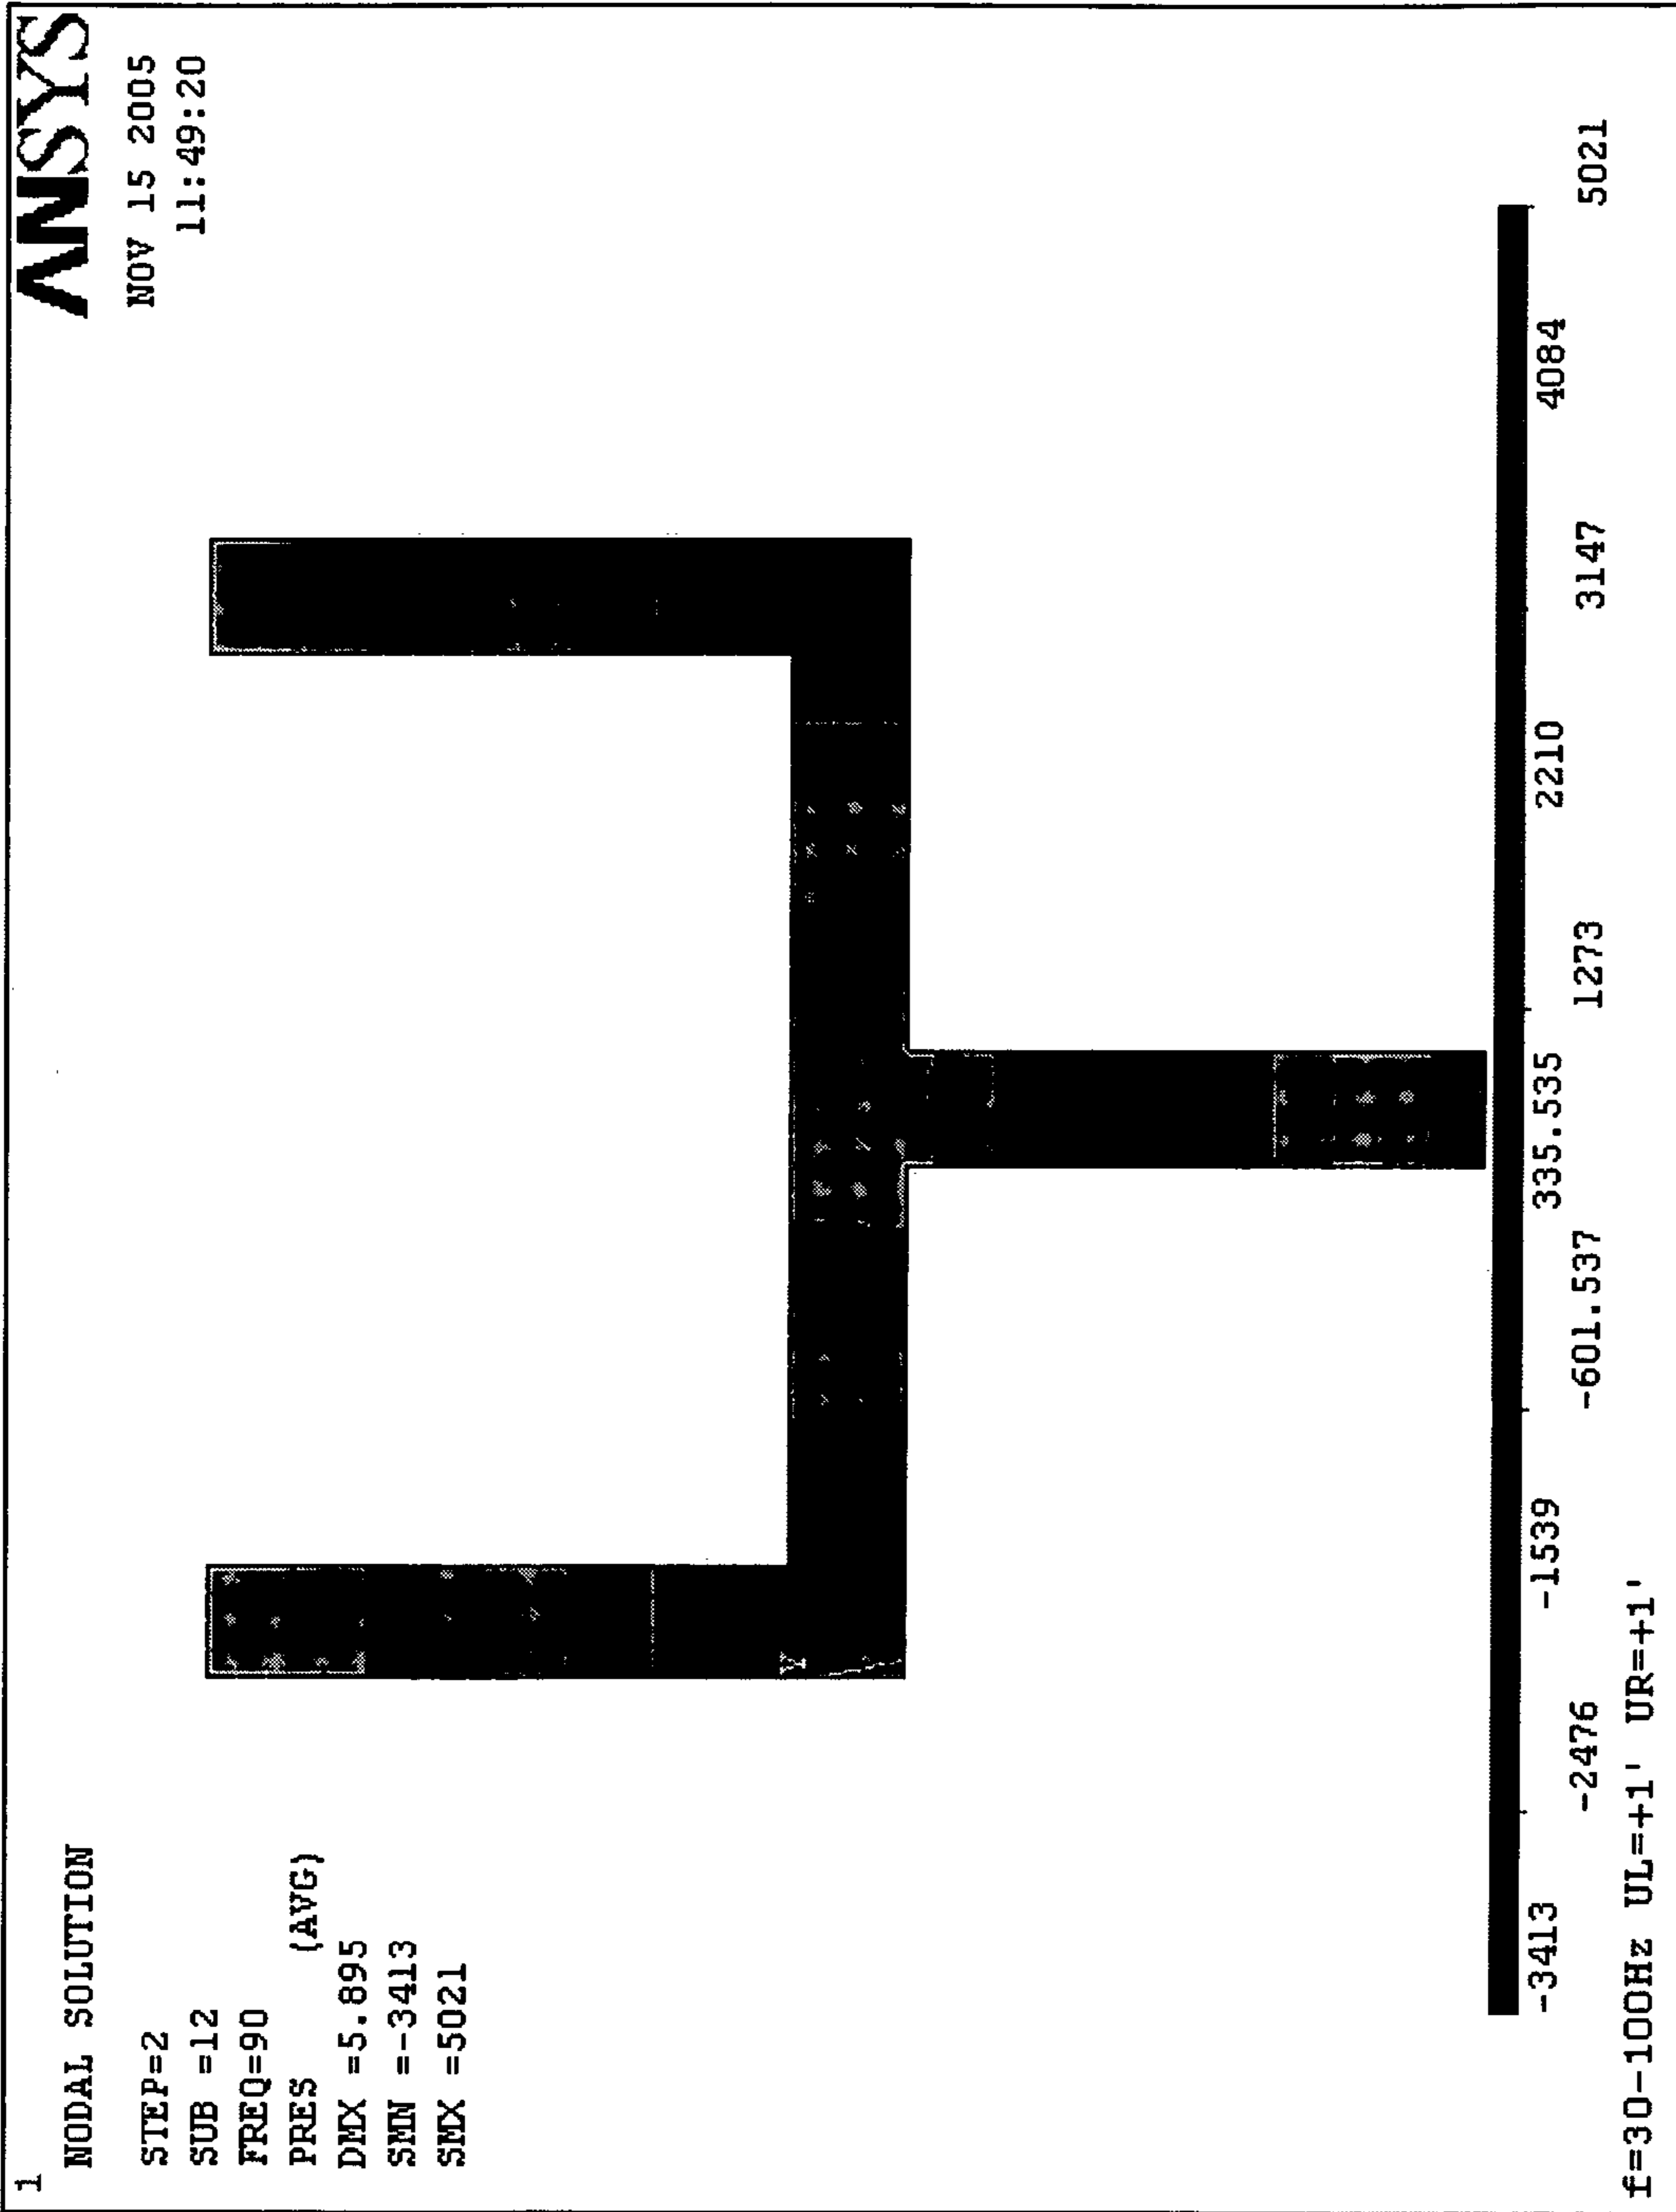 1
NODAL SOLUTION
STEP=2
SUB =12
FREQ=90
PRES (AVG)
DMX =5.895
SMN =-3413
SMX =5021
ANSYS
NOV 15 2005
11:49:20
-3413 -1539 335.535 2210 4084
-2476 -601.537 1273 3147 5021
f=30-100Hz UL=+1' UR=+1'